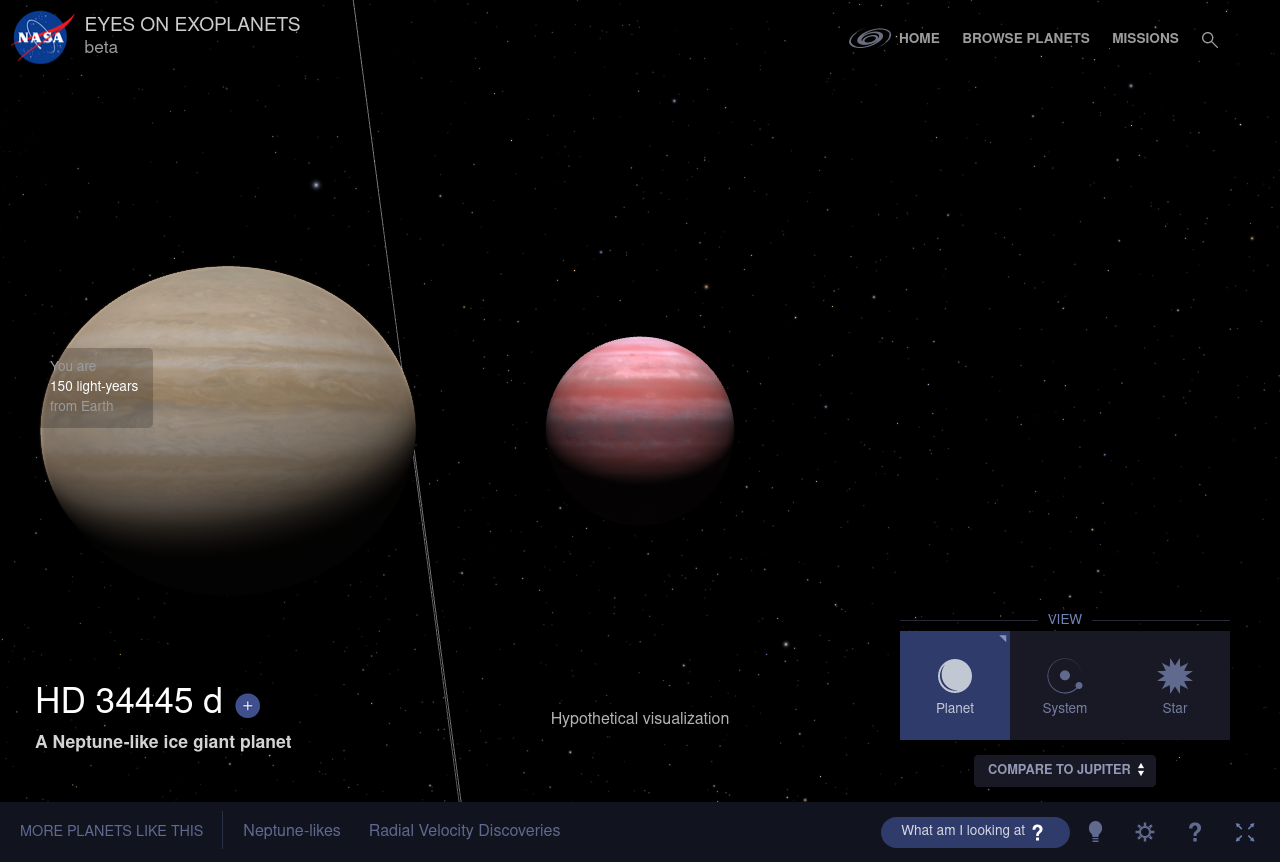 NASA
EYES ON EXOPLANETS
beta
HOME
BROWSE PLANETS
MISSIONS
You are
150 light-years
from Earth
HD 34445 d +
A Neptune-like ice giant planet
Hypothetical visualization
VIEW
Planet
System
Star
COMPARE TO JUPITER
MORE PLANETS LIKE THIS
Neptune-likes
Radial Velocity Discoveries
What am I looking at ?
?